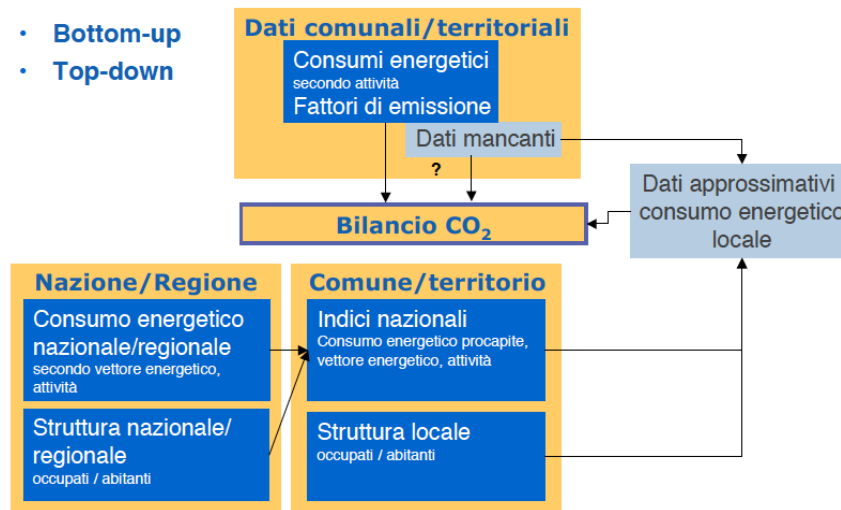 • Bottom-up
• Top-down
Dati comunali/territoriali
Consumi energetici
secondo attività
Fattori di emissione
Dati mancanti
?
Dati approssimativi
consumo energetico
locale
Bilancio CO₂
Nazione/Regione
Consumo energetico
nazionale/regionale
secondo vettore energetico,
attività
Struttura nazionale/
regionale
occupati / abitanti
Comune/territorio
Indici nazionali
Consumo energetico procapite,
vettore energetico, attività
Struttura locale
occupati / abitanti